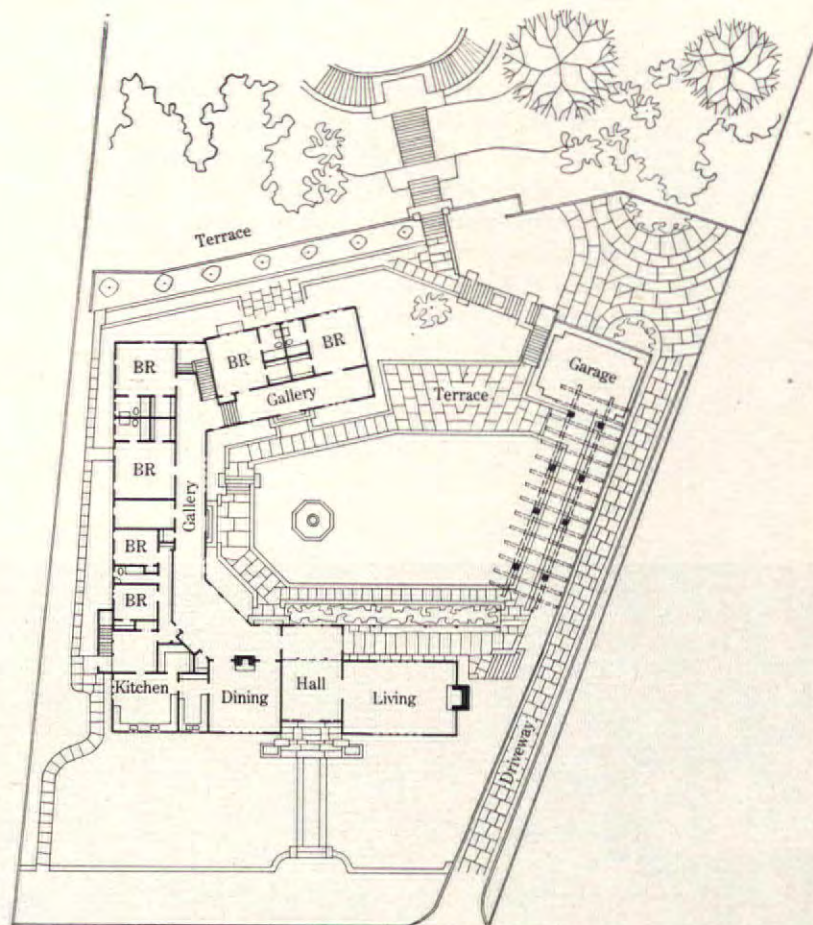 Terrace
BR
BR
BR
Garage
Gallery
Terrace
BR
Gallery
BR
BR
Kitchen
Dining
Hall
Living
Driveway